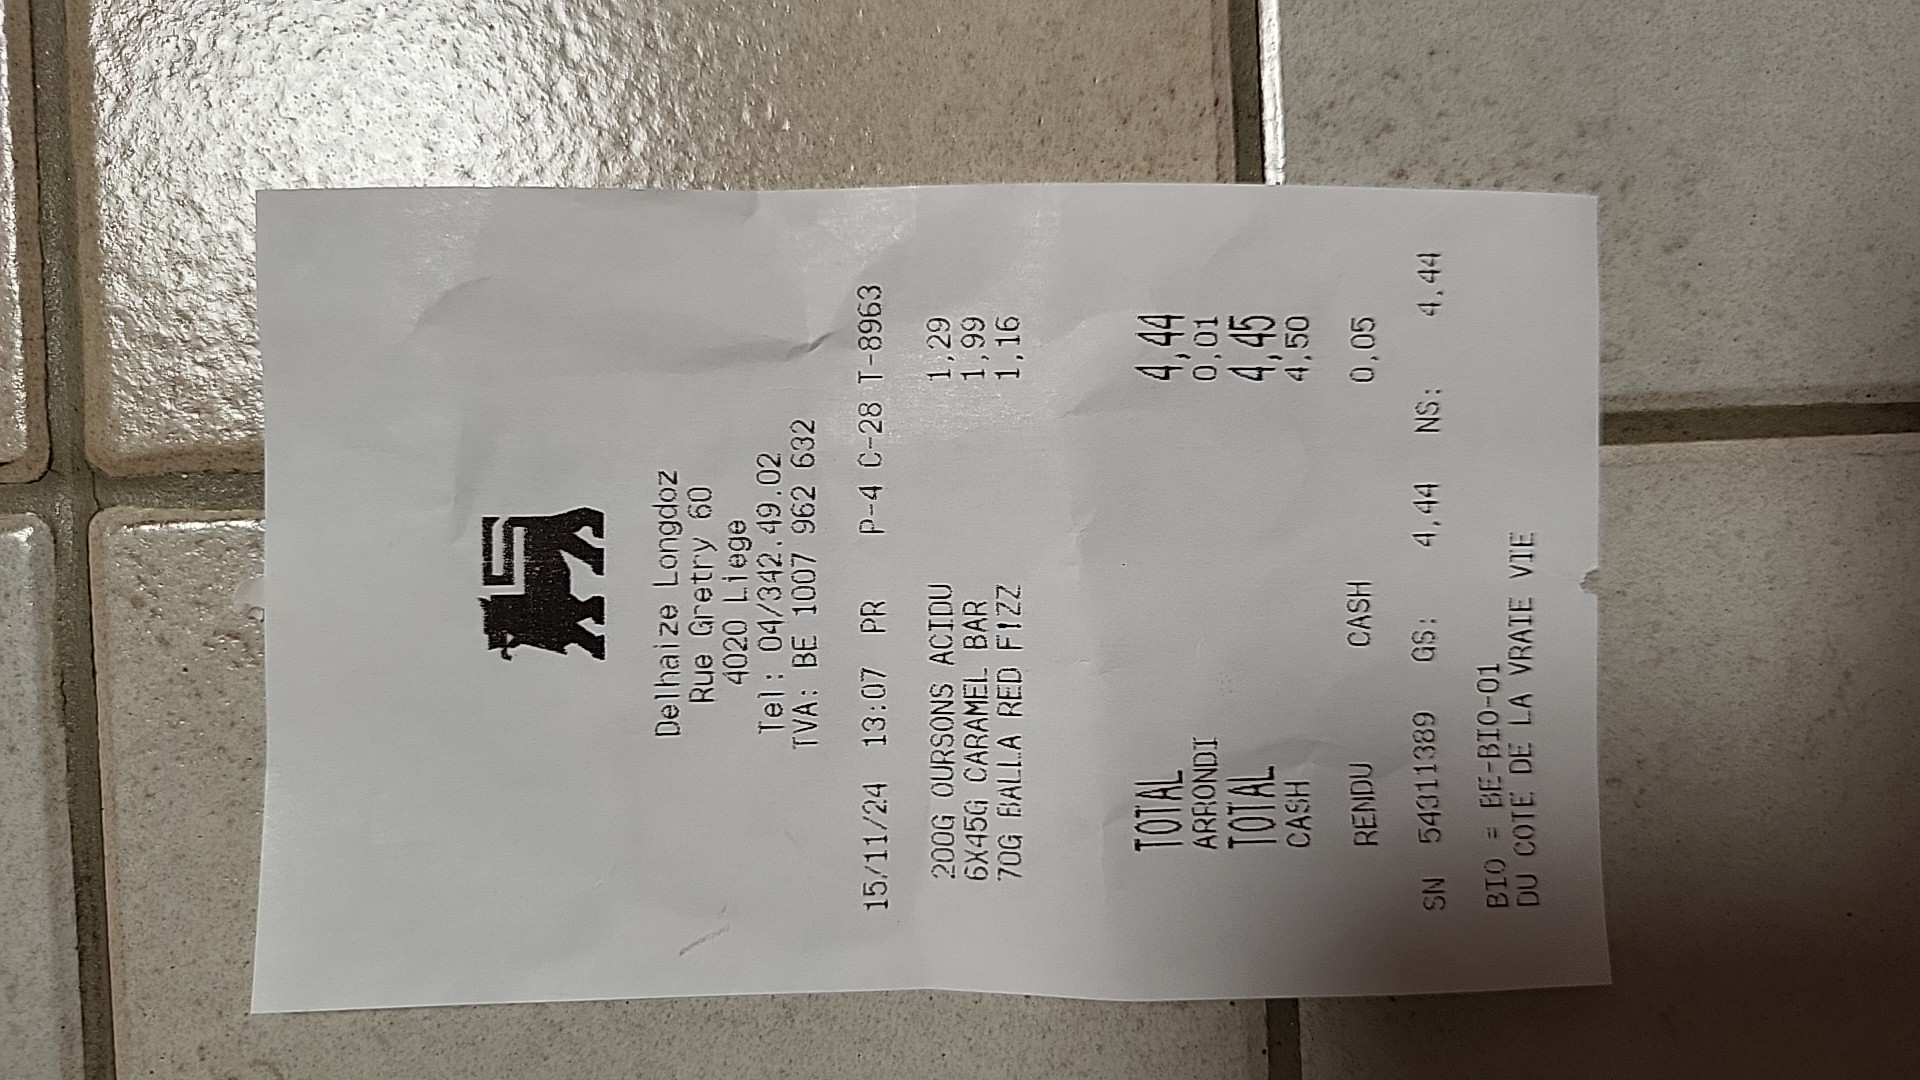 Delhaize Longdoz
Rue Gretry 60
4020 Liege
Tel: 04/342.49.02
TVA: BE 1007 962 632
15/11/24 13:07 PR P-4 C-28 T-8963
200G OURSONS ACIDU 1,29
6X45G CARAMEL BAR 1,99
70G BALLA RED FIZZ 1,16
TOTAL 4,44
ARRONDI 0,01
TOTAL 4,45
CASH 4,50
RENDU CASH 0,05
SN 54311389 GS: 4,44 NS: 4,44
BIO = BE-BIO-01
DU COTE DE LA VRAIE VIE